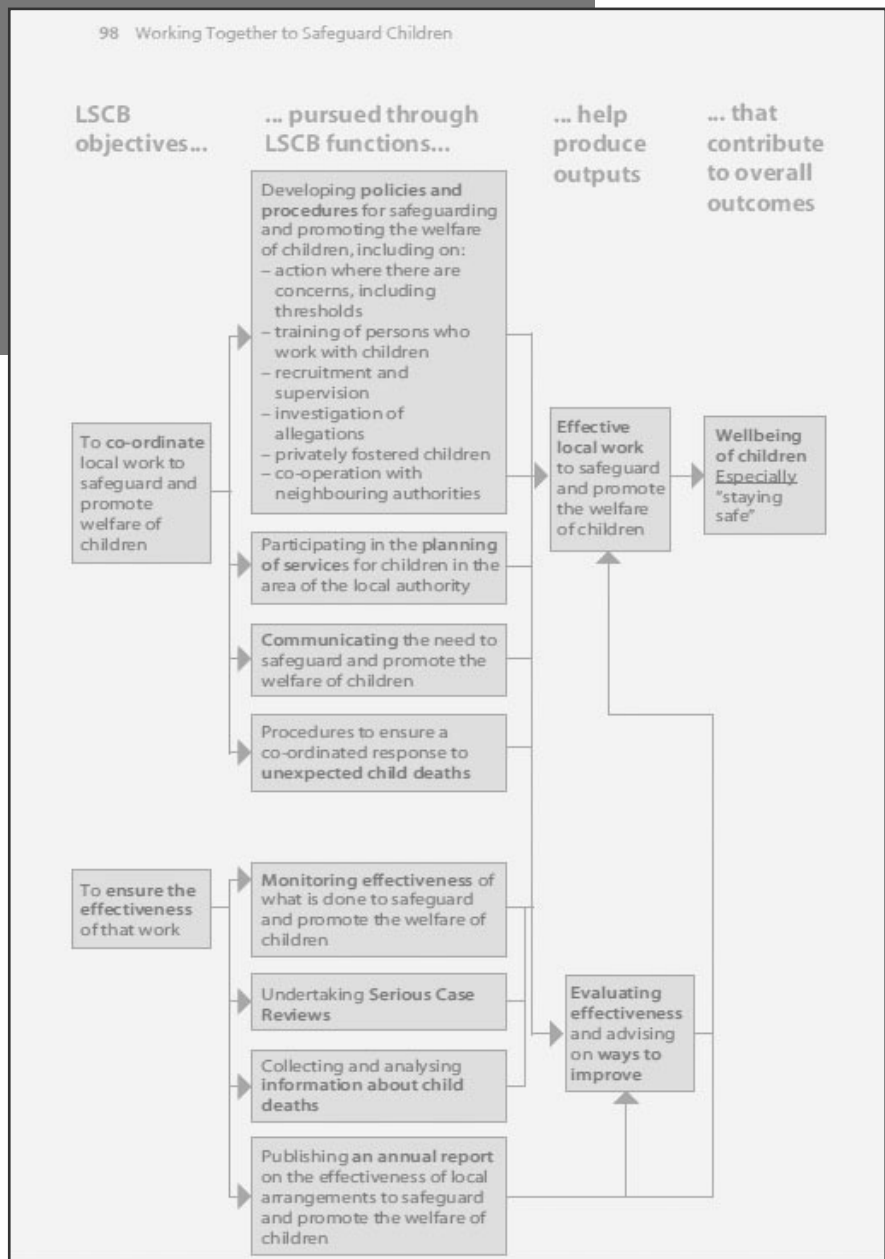 98 Working Together to Safeguard Children
LSCB
objectives...
... pursued through
LSCB functions...
... help
produce
outputs
... that
contribute
to overall
outcomes
Developing policies and
procedures for safeguarding
and promoting the welfare
of children, including on:
– action where there are
concerns, including
thresholds
– training of persons who
work with children
– recruitment and
supervision
– investigation of
allegations
– privately fostered children
– co-operation with
neighbouring authorities
To co-ordinate
local work to
safeguard and
promote
welfare of
children
Effective
local work
to safeguard
and promote
the welfare
of children
Wellbeing
of children
Especially
"staying
safe"
Participating in the planning
of services for children in the
area of the local authority
Communicating the need to
safeguard and promote the
welfare of children
Procedures to ensure a
co-ordinated response to
unexpected child deaths
To ensure the
effectiveness
of that work
Monitoring effectiveness of
what is done to safeguard
and promote the welfare of
children
Undertaking Serious Case
Reviews
Collecting and analysing
information about child
deaths
Evaluating
effectiveness
and advising
on ways to
improve
Publishing an annual report
on the effectiveness of local
arrangements to safeguard
and promote the welfare of
children